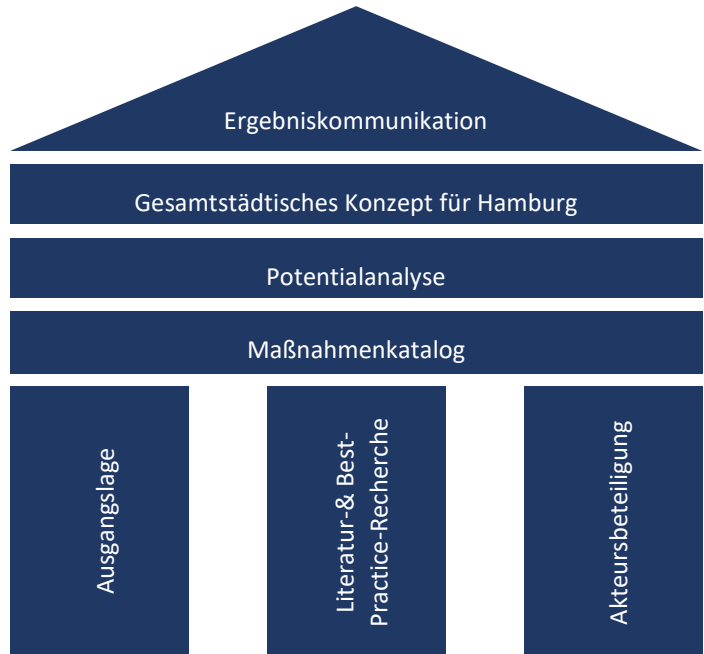 Ergebniskommunikation
Gesamtstädtisches Konzept für Hamburg
Potentialanalyse
Maßnahmenkatalog
Ausgangslage
Literatur-& Best-
Practice-Recherche
Akteursbeteiligung